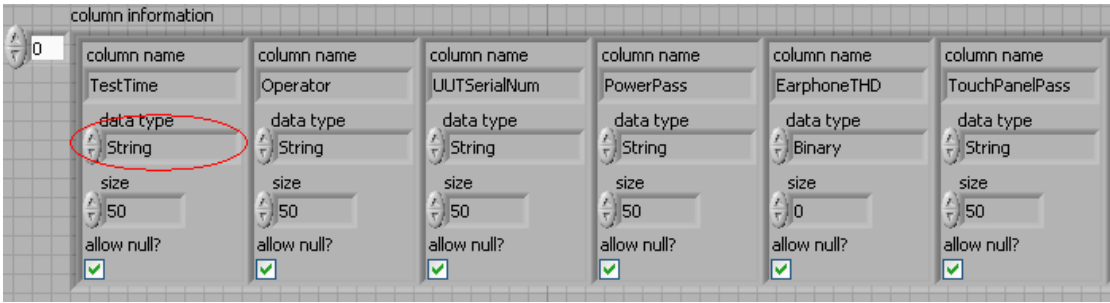 column information
0
column name column name column name column name column name column name
TestTime Operator UUTSerialNum PowerPass EarphoneTHD TouchPanelPass
data type data type data type data type data type data type
String String String String Binary String
size size size size size size
50 50 50 50 0 50
allow null? allow null? allow null? allow null? allow null? allow null?